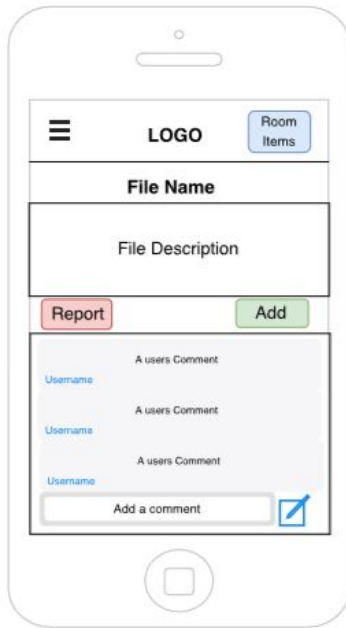 LOGO
Room
Items
File Name
File Description
Report
Add
A users Comment
Username
A users Comment
Username
A users Comment
Username
Add a comment